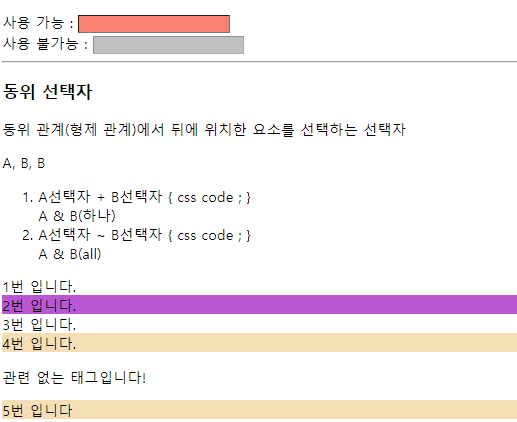 사용 가능 :
사용 불가능 :
동위 선택자
동위 관계(형제 관계)에서 뒤에 위치한 요소를 선택하는 선택자
A, B, B
1. A선택자 + B선택자 { css code ; }
A & B(하나)
2. A선택자 ~ B선택자 { css code ; }
A & B(all)
1번 입니다.
2번 입니다.
3번 입니다.
4번 입니다.
관련 없는 태그입니다!
5번 입니다